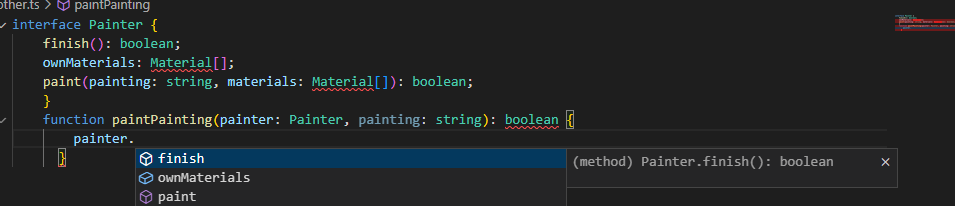 other.ts > paintPainting
interface Painter {
finish(): boolean;
ownMaterials: Material[];
paint(painting: string, materials: Material[]): boolean;
}
function paintPainting(painter: Painter, painting: string): boolean {
painter.
}
finish
ownMaterials
paint
(method) Painter.finish(): boolean